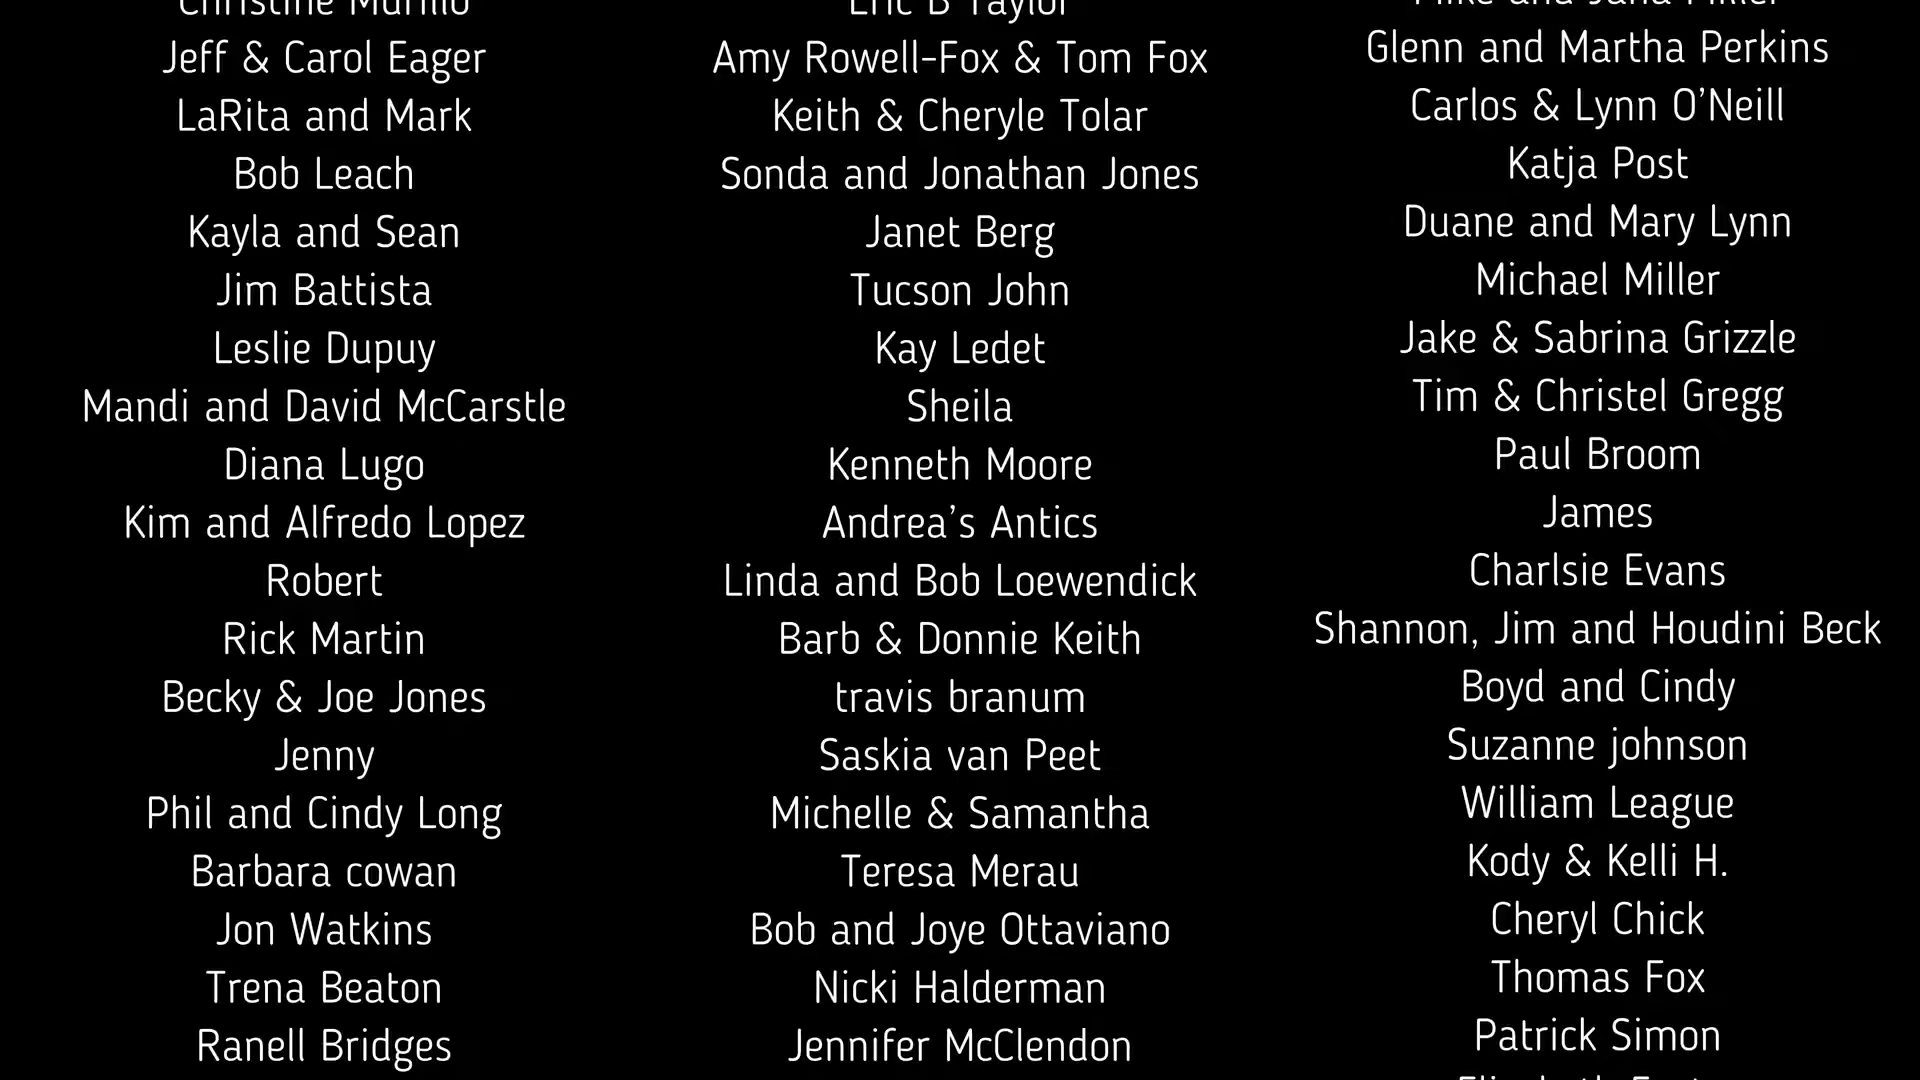 Christine Murillo
Jeff & Carol Eager
LaRita and Mark
Bob Leach
Kayla and Sean
Jim Battista
Leslie Dupuy
Mandi and David McCarstle
Diana Lugo
Kim and Alfredo Lopez
Robert
Rick Martin
Becky & Joe Jones
Jenny
Phil and Cindy Long
Barbara cowan
Jon Watkins
Trena Beaton
Ranell Bridges
Eric B Taylor
Amy Rowell-Fox & Tom Fox
Keith & Cheryle Tolar
Sonda and Jonathan Jones
Janet Berg
Tucson John
Kay Ledet
Sheila
Kenneth Moore
Andrea’s Antics
Linda and Bob Loewendick
Barb & Donnie Keith
travis branum
Saskia van Peet
Michelle & Samantha
Teresa Merau
Bob and Joye Ottaviano
Nicki Halderman
Jennifer McClendon
Mike and Jana
Glenn and Martha Perkins
Carlos & Lynn O’Neill
Katja Post
Duane and Mary Lynn
Michael Miller
Jake & Sabrina Grizzle
Tim & Christel Gregg
Paul Broom
James
Charlsie Evans
Shannon, Jim and Houdini Beck
Boyd and Cindy
Suzanne johnson
William League
Kody & Kelli H.
Cheryl Chick
Thomas Fox
Patrick Simon